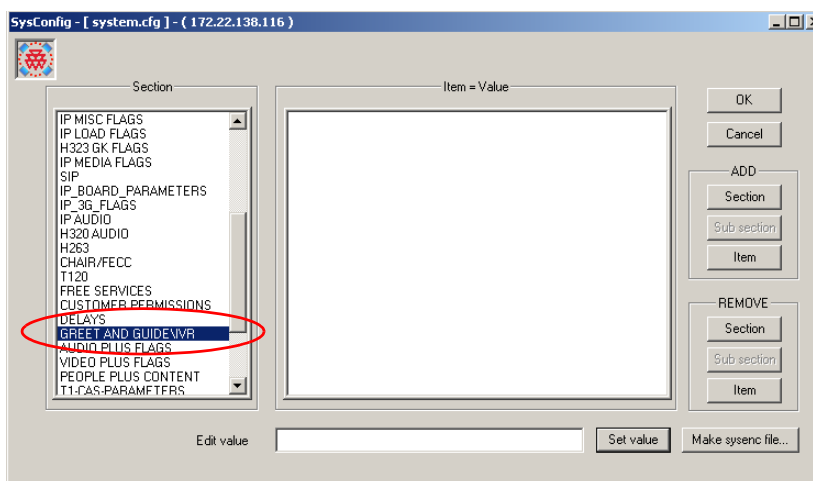 SysConfig - [ system.cfg ] - ( 172.22.138.116 )
Section
IP MISC FLAGS
IP LOAD FLAGS
H323 GK FLAGS
IP MEDIA FLAGS
SIP
IP_BOARD_PARAMETERS
IP_3G_FLAGS
IP AUDIO
H320 AUDIO
H263
CHAIR/FECC
T120
FREE SERVICES
CUSTOMER PERMISSIONS
DELAYS
GREET AND GUIDE\IVR
AUDIO PLUS FLAGS
VIDEO PLUS FLAGS
PEOPLE PLUS CONTENT
T1-CAS-PARAMETERS
Item = Value
OK
Cancel
ADD
Section
Sub section
Item
REMOVE
Section
Sub section
Item
Edit value
Set value
Make sysenc file...